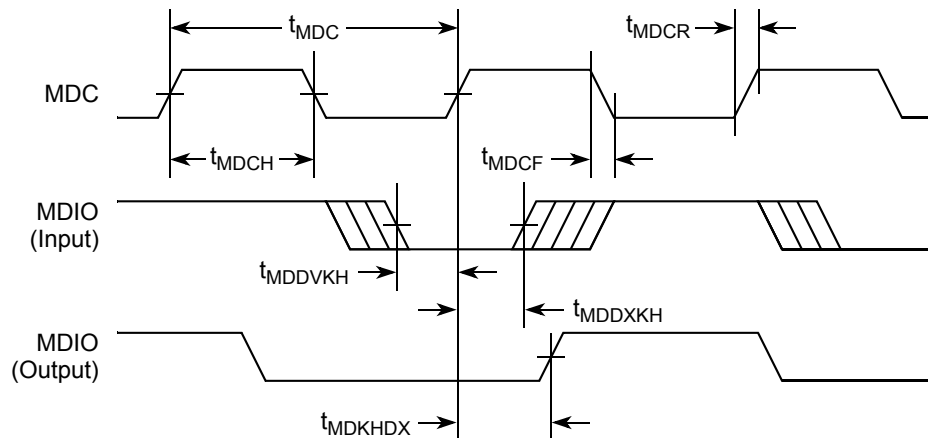 tMDC
tMDCR
MDC
tMDCH
tMDCF
MDIO
(Input)
tMDDVKH
tMDDXKH
MDIO
(Output)
tMDKHDX